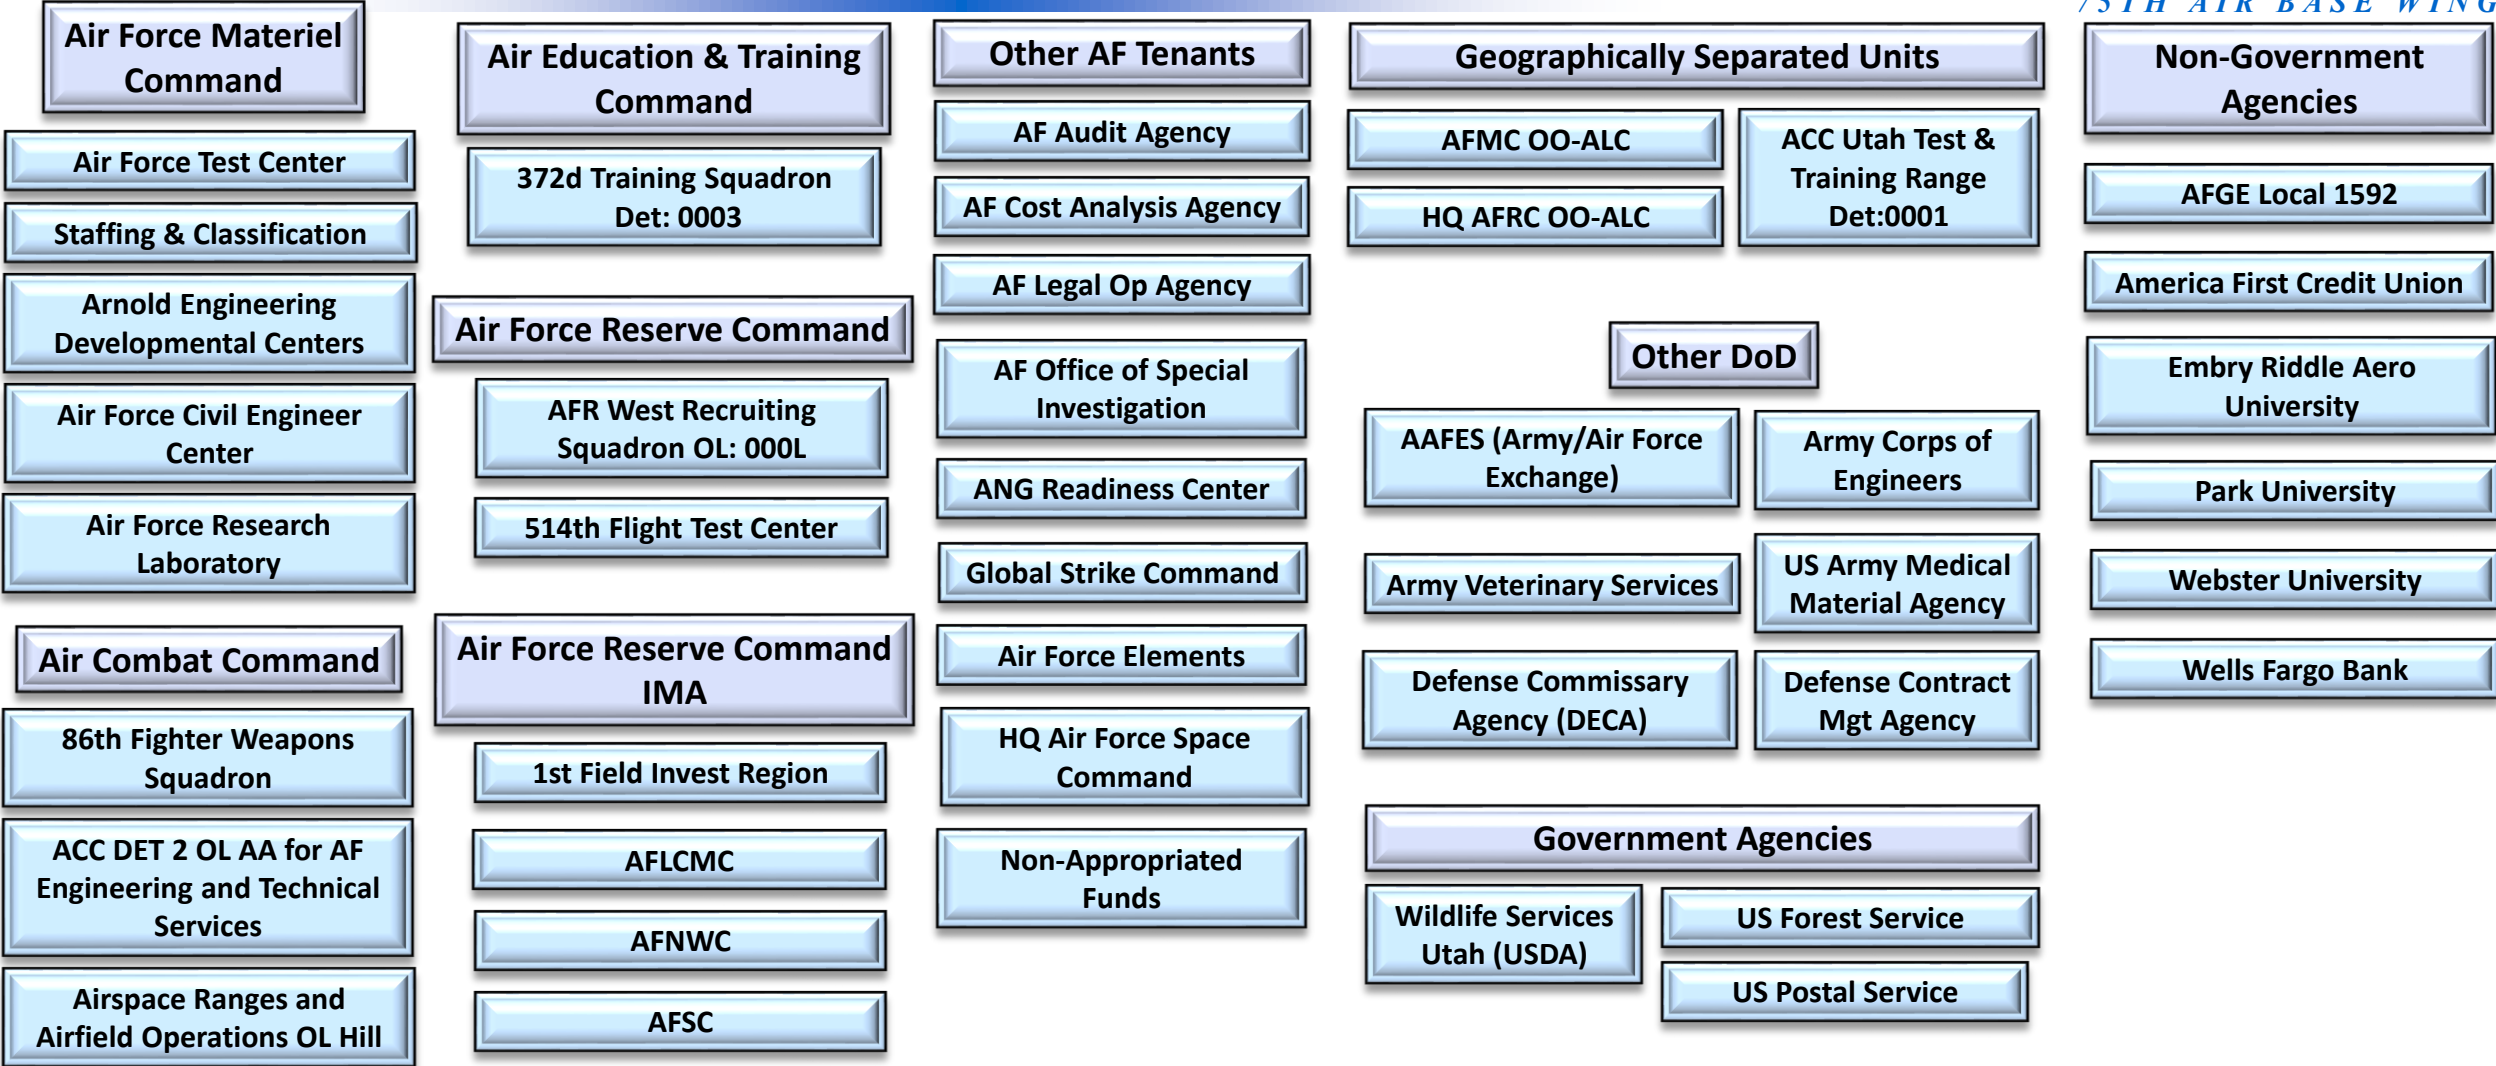 75TH AIR BASE WING
Air Force Materiel
Command
Air Force Test Center
Staffing & Classification
Arnold Engineering
Developmental Centers
Air Force Civil Engineer
Center
Air Force Research
Laboratory
Air Combat Command
86th Fighter Weapons
Squadron
ACC DET 2 OL AA for AF
Engineering and Technical
Services
Airspace Ranges and
Airfield Operations OL Hill
Air Education & Training
Command
372d Training Squadron
Det: 0003
Air Force Reserve Command
AFR West Recruiting
Squadron OL: 000L
514th Flight Test Center
Air Force Reserve Command
IMA
1st Field Invest Region
AFLCMC
AFNWC
AFSC
Other AF Tenants
AF Audit Agency
AF Cost Analysis Agency
AF Legal Op Agency
AF Office of Special
Investigation
ANG Readiness Center
Global Strike Command
Air Force Elements
HQ Air Force Space
Command
Non-Appropriated
Funds
Geographically Separated Units
AFMC OO-ALC
HQ AFRC OO-ALC
ACC Utah Test &
Training Range
Det:0001
Other DoD
AAFES (Army/Air Force
Exchange)
Army Corps of
Engineers
Army Veterinary Services
US Army Medical
Material Agency
Defense Commissary
Agency (DECA)
Defense Contract
Mgt Agency
Government Agencies
Wildlife Services
Utah (USDA)
US Forest Service
US Postal Service
Non-Government
Agencies
AFGE Local 1592
America First Credit Union
Embry Riddle Aero
University
Park University
Webster University
Wells Fargo Bank